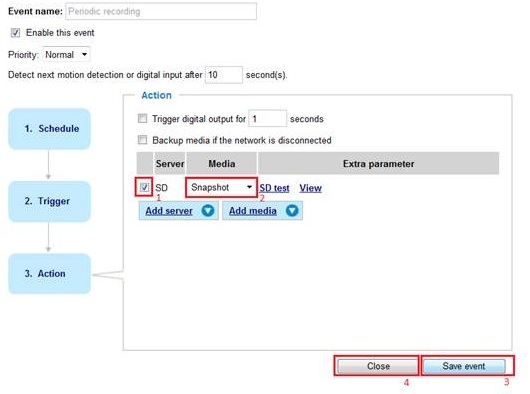 Event name: Periodic recording
Enable this event
Priority: Normal
Detect next motion detection or digital input after 10 second(s).
Action
Trigger digital output for 1 seconds
Backup media if the network is disconnected
Server Media Extra parameter
SD Snapshot SD test View
1 2
Add server Add media
1. Schedule
2. Trigger
3. Action
Close Save event
4 3